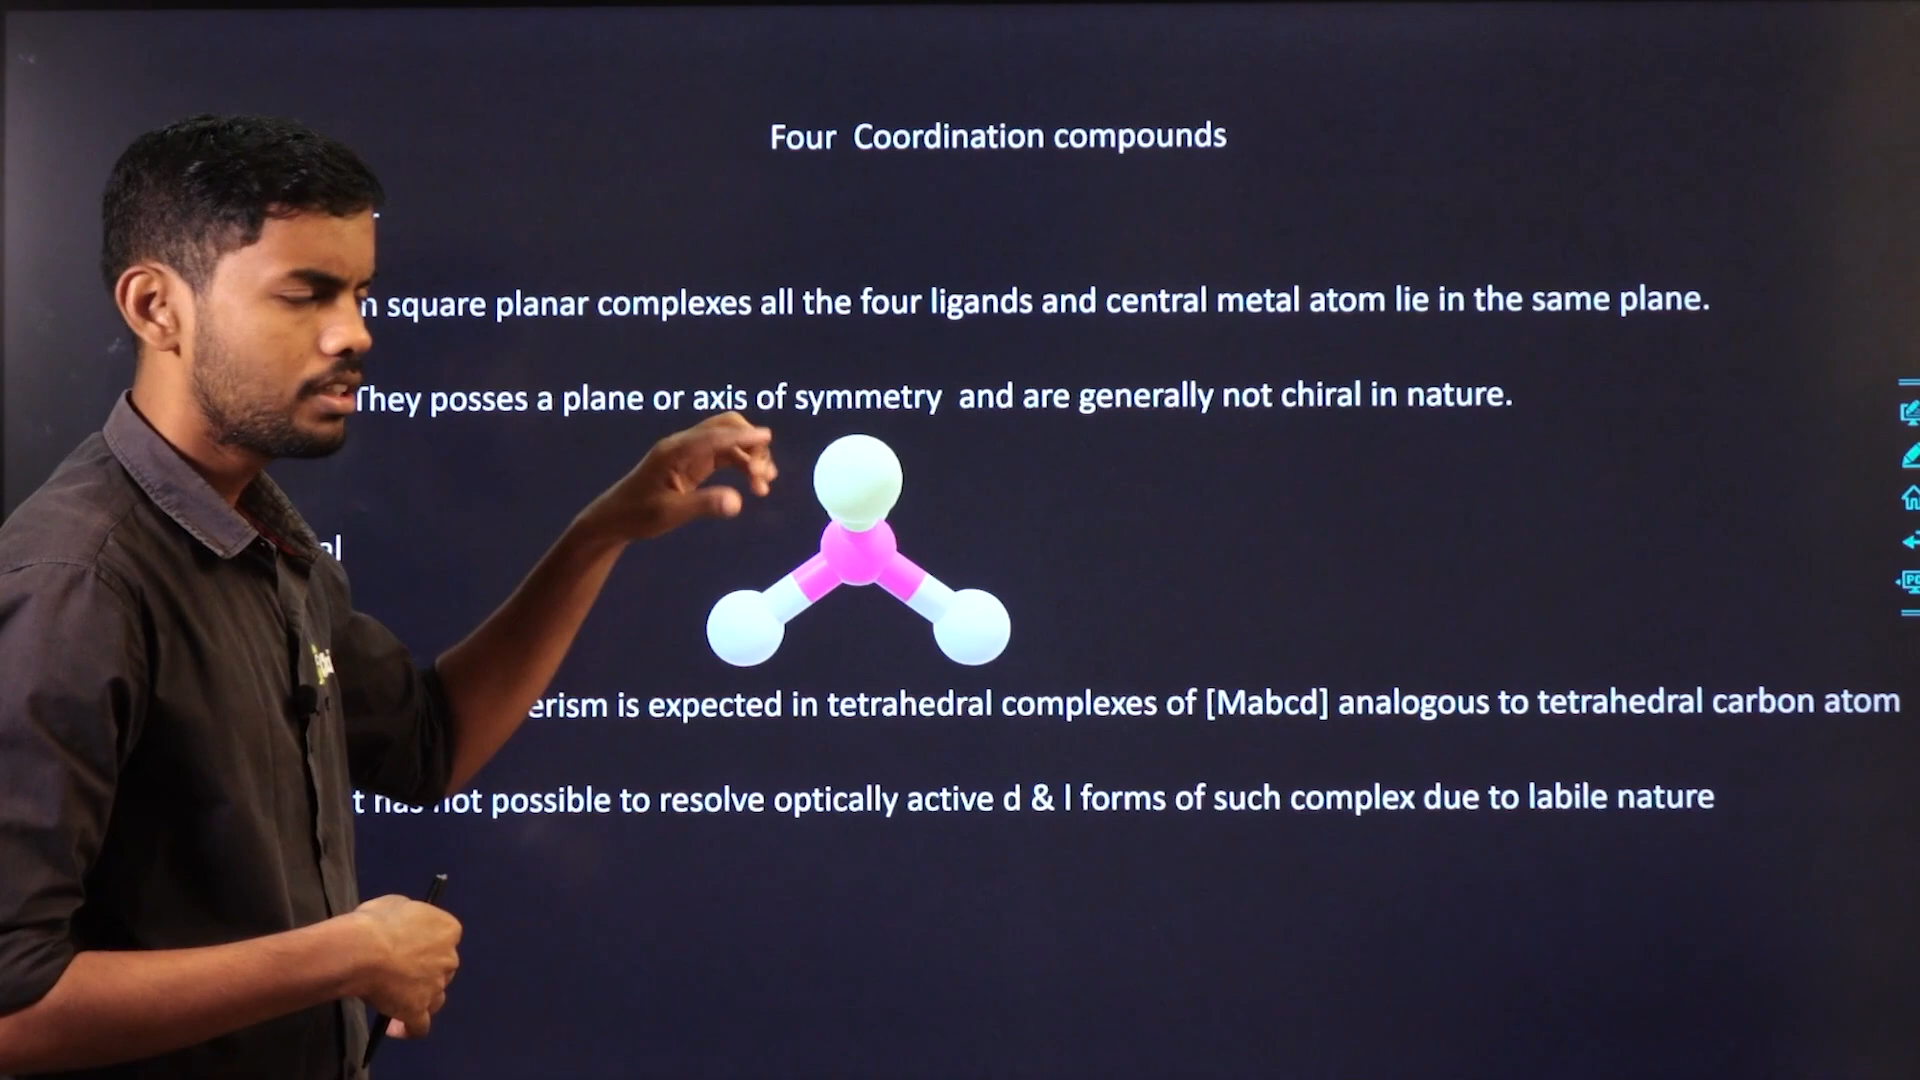 Four Coordination compounds
n square planar complexes all the four ligands and central metal atom lie in the same plane.
They posses a plane or axis of symmetry and are generally not chiral in nature.
al
erism is expected in tetrahedral complexes of [Mabcd] analogous to tetrahedral carbon atom
t has not possible to resolve optically active d & l forms of such complex due to labile nature